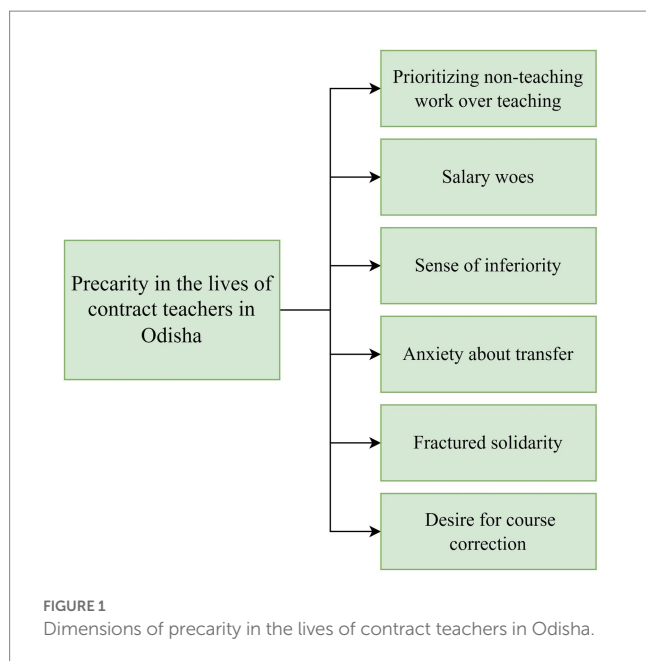 Prioritizing non-teaching
work over teaching
Salary woes
Sense of inferiority
Precarity in the lives of
contract teachers in
Odisha
Anxiety about transfer
Fractured solidarity
Desire for course
correction
FIGURE 1
Dimensions of precarity in the lives of contract teachers in Odisha.